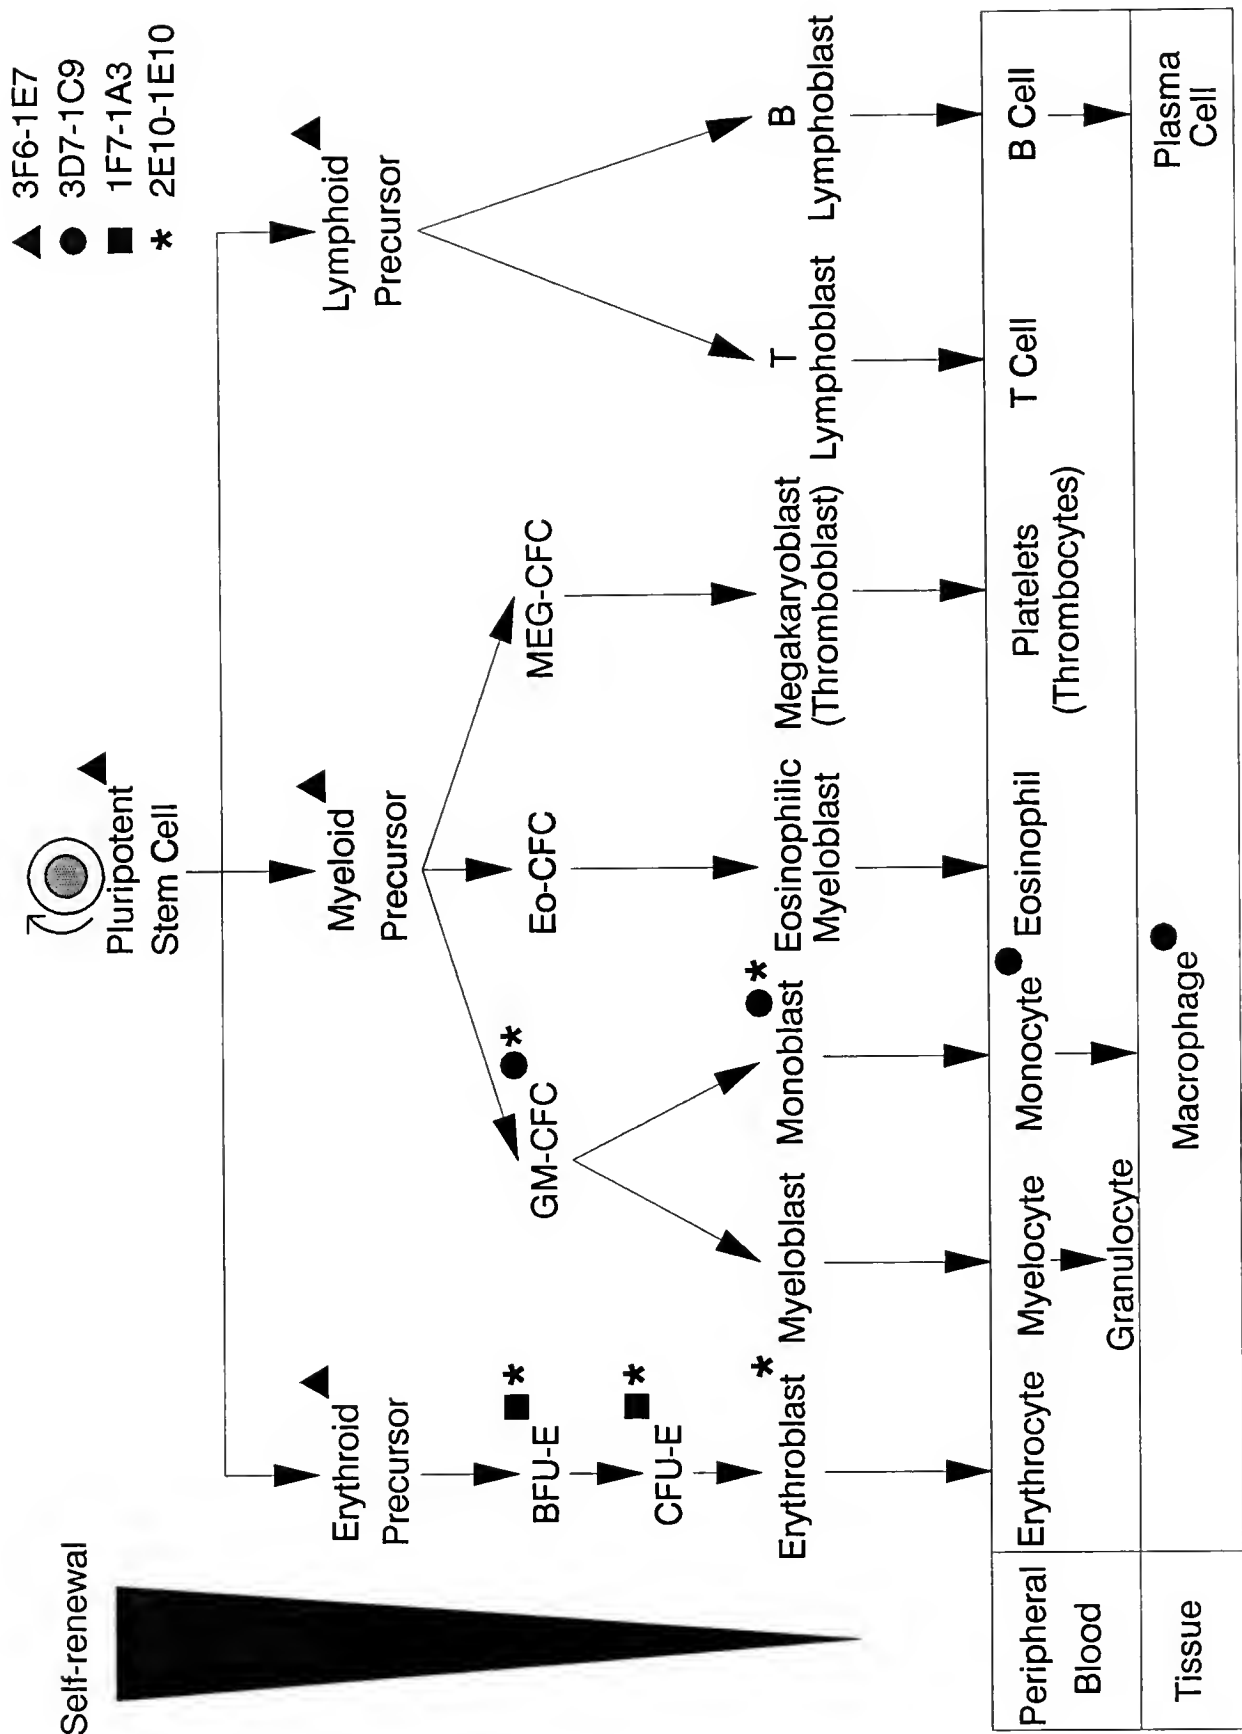 Self-renewal
▲ 3F6-1E7
● 3D7-1C9
■ 1F7-1A3
* 2E10-1E10
Pluripotent
Stem Cell
Erythroid
Precursor
Myeloid
Precursor
Lymphoid
Precursor
BFU-E
■*
GM-CFC
●*
Eo-CFC
MEG-CFC
CFU-E
■*
Erythroblast
*
Myeloblast
Monoblast
●*
Eosinophilic
Myeloblast
Megakaryoblast
(Thromboblast)
T
Lymphoblast
B
Lymphoblast
Peripheral
Blood
Erythrocyte
Myelocyte
Granulocyte
Monocyte
Eosinophil
Platelets
(Thrombocytes)
T Cell
B Cell
Tissue
Macrophage
Plasma
Cell